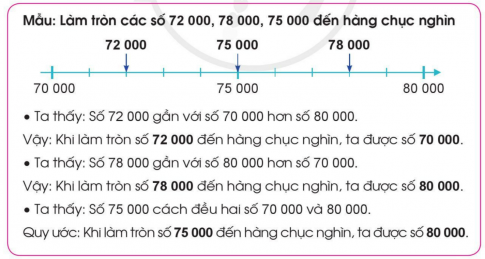 Mẫu: Làm tròn các số 72 000, 78 000, 75 000 đến hàng chục nghìn
72 000 75 000 78 000
70 000 75 000 80 000
• Ta thấy: Số 72 000 gần với số 70 000 hơn số 80 000.
Vậy: Khi làm tròn số 72 000 đến hàng chục nghìn, ta được số 70 000.
• Ta thấy: Số 78 000 gần với số 80 000 hơn số 70 000.
Vậy: Khi làm tròn số 78 000 đến hàng chục nghìn, ta được số 80 000.
• Ta thấy: Số 75 000 cách đều hai số 70 000 và 80 000.
Quy ước: Khi làm tròn số 75 000 đến hàng chục nghìn, ta được số 80 000.